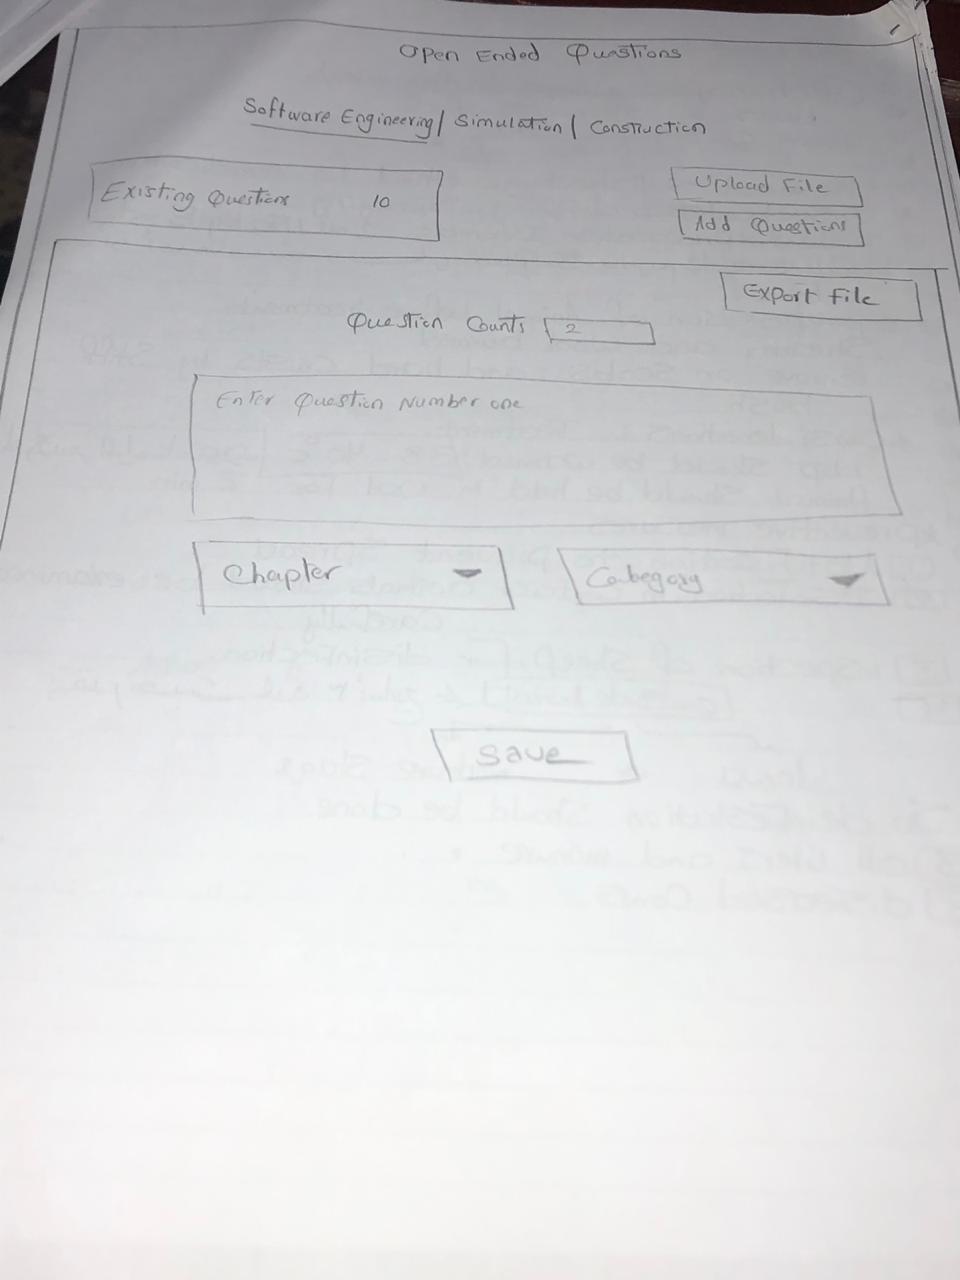 Open Ended Questions
Software Engineering / Simulation / Construction
Existing Questions 10
Upload File
Add Questions
Export file
Question Counts 2
Enter Question Number one
Chapter
Category
Save